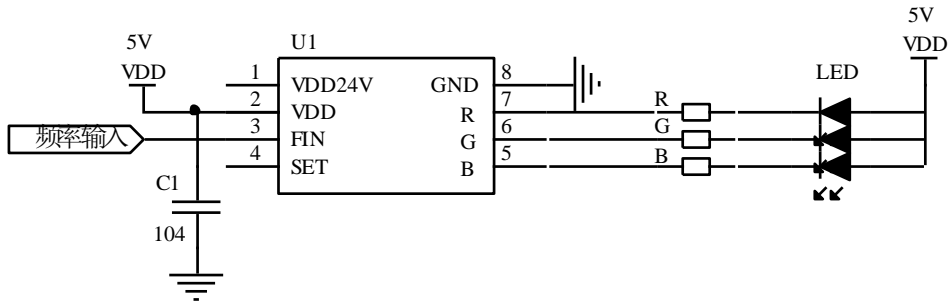 5V
VDD
U1
1 VDD24V GND 8
2 VDD R 7
3 FIN G 6
4 SET B 5
频率输入
C1
104
R
G
B
LED
5V
VDD